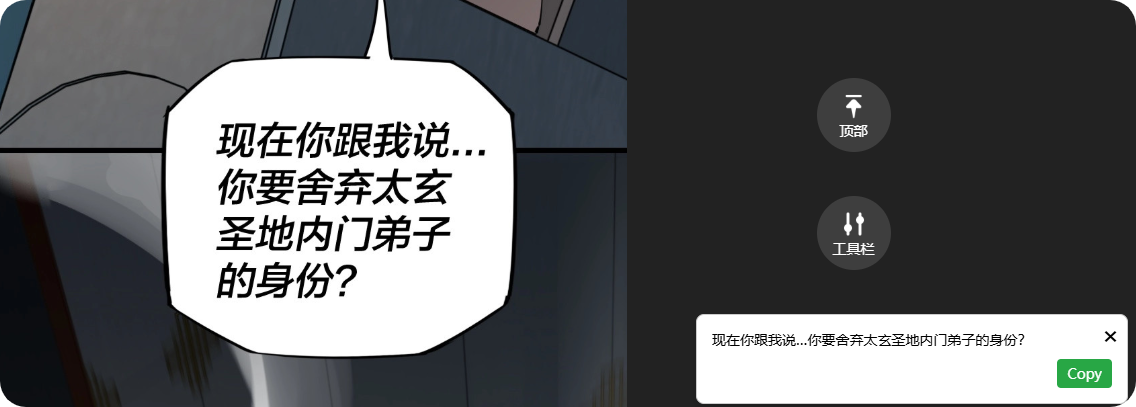 现在你跟我说...
你要舍弃太玄
圣地内门弟子
的身份?
顶部
工具栏
现在你跟我说...你要舍弃太玄圣地内门弟子的身份?
Copy